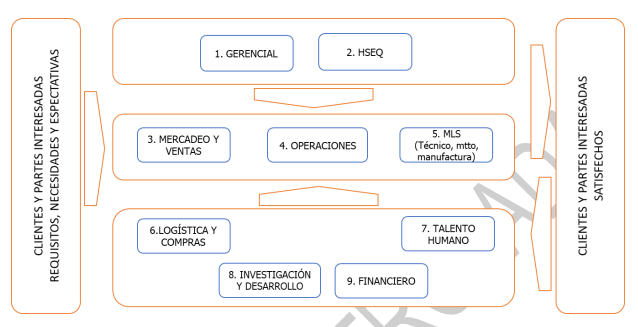 CLIENTES Y PARTES INTERESADAS
REQUISITOS, NECESIDADES Y ESPECTATIVAS
1. GERENCIAL
2. HSEQ
3. MERCADEO Y
VENTAS
4. OPERACIONES
5. MLS
(Técnico, mtto,
manufactura)
6.LOGÍSTICA Y
COMPRAS
7. TALENTO
HUMANO
8. INVESTIGACIÓN
Y DESARROLLO
9. FINANCIERO
CLIENTES Y PARTES INTERESADAS
SATISFECHOS